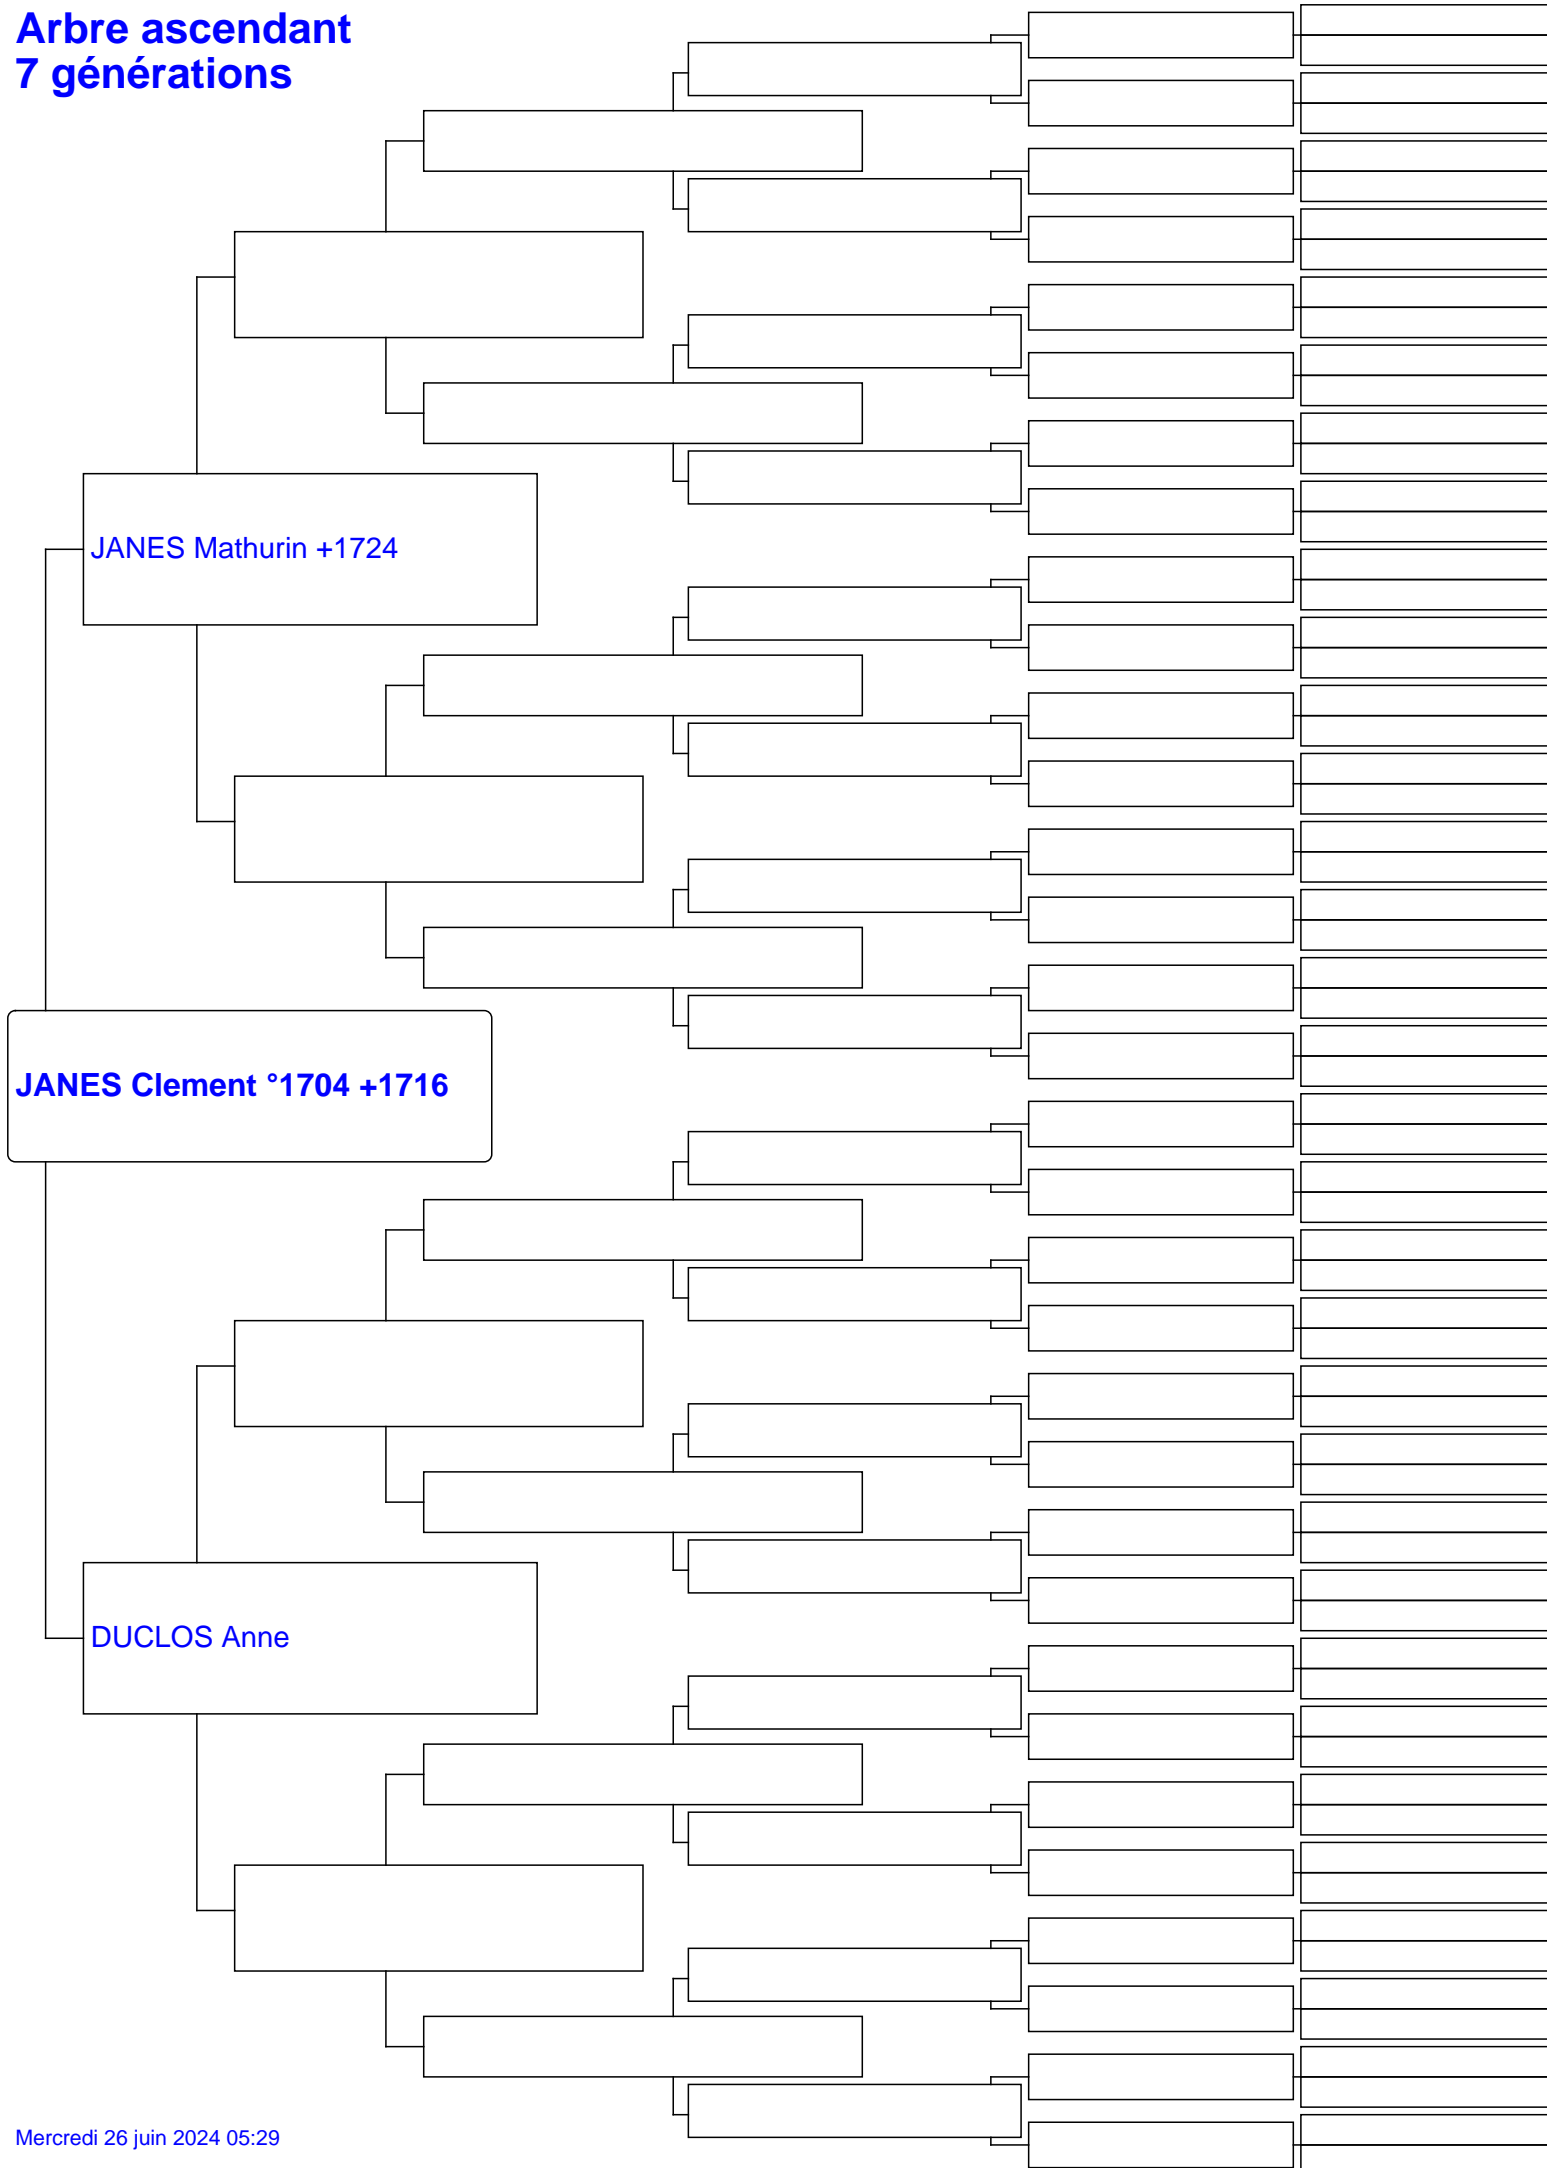 Arbre ascendant
7 générations
JANES Mathurin +1724
JANES Clement °1704 +1716
DUCLOS Anne
Mercredi 26 juin 2024 05:29